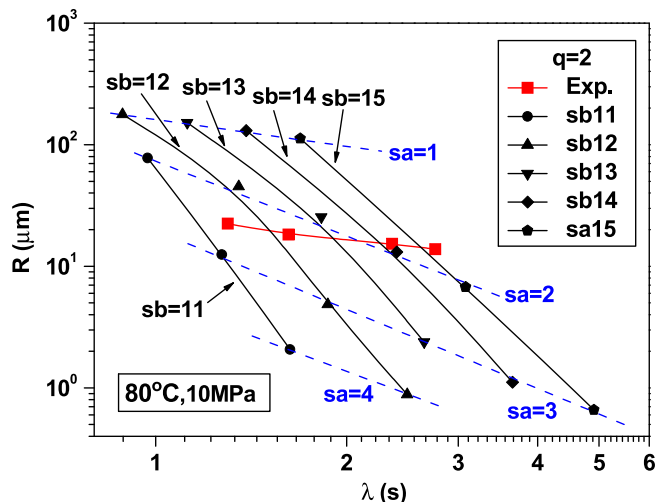 10³
10²
10¹
10⁰
R (μm)
sb=12
sb=13
sb=14
sb=15
sa=1
sa=2
sb=11
sa=4
sa=3
80°C,10MPa
q=2
Exp.
sb11
sb12
sb13
sb14
sa15
1 2 3 4 5 6
λ (s)